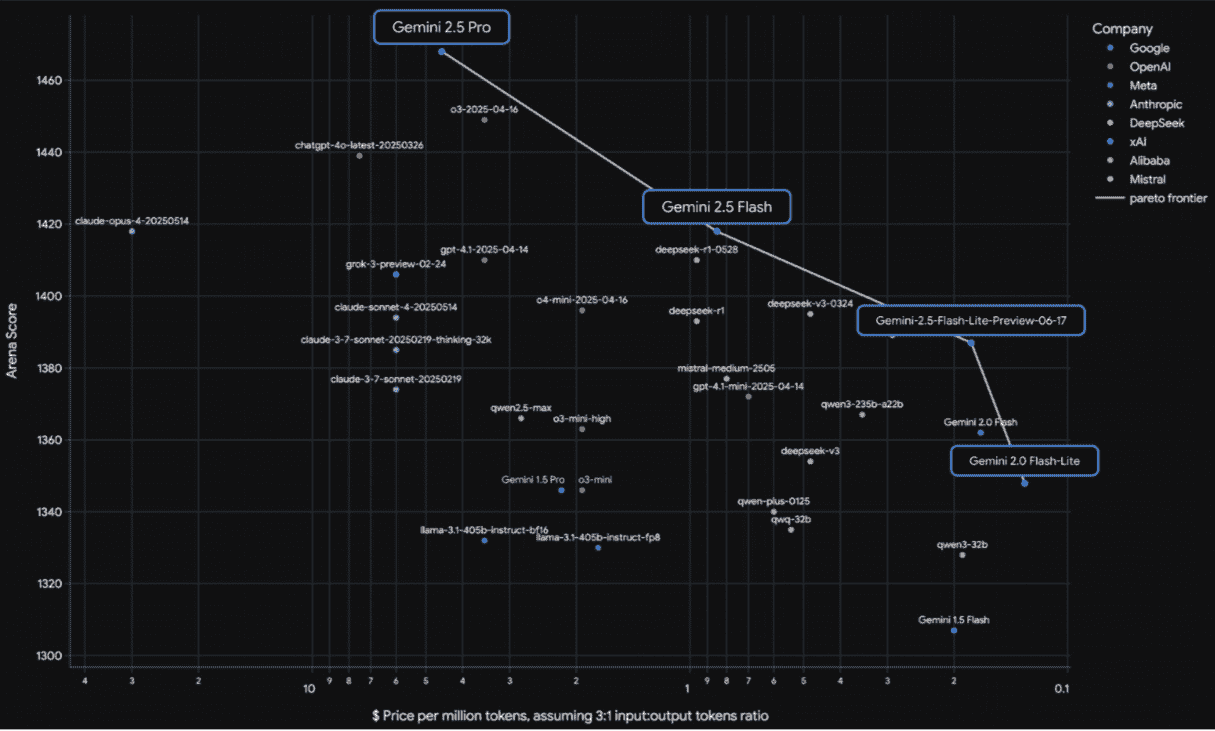 Gemini 2.5 Pro
Company
Google
OpenAI
Meta
Anthropic
DeepSeek
xAI
Alibaba
Mistral
pareto frontier
Arena Score
1460
1440
1420
1400
1380
1360
1340
1320
1300
o3-2025-04-16
chatgpt-4o-latest-20250326
claude-opus-4-20250514
Gemini 2.5 Flash
gpt-4.1-2025-04-14
deepseek-r1-0528
grok-3-preview-02-24
o4-mini-2025-04-16
deepseek-v3-0324
claude-sonnet-4-20250514
deepseek-r1
Gemini-2.5-Flash-Lite-Preview-06-17
claude-3-7-sonnet-20250219-thinking-32k
mistral-medium-2505
claude-3-7-sonnet-20250219
gpt-4.1-mini-2025-04-14
qwen2.5-max
qwen3-235b-a22b
o3-mini-high
Gemini 2.0 Flash
deepseek-v3
Gemini 2.0 Flash-Lite
Gemini 1.5 Pro
o3-mini
qwen-plus-0125
qwq-32b
llama-3.1-405b-instruct-bf16
llama-3.1-405b-instruct-fp8
qwen3-32b
Gemini 1.5 Flash
4 3 2 10 9 8 7 6 5 4 3 2 1 9 8 7 6 5 4 3 2 0.1
$ Price per million tokens, assuming 3:1 input:output tokens ratio